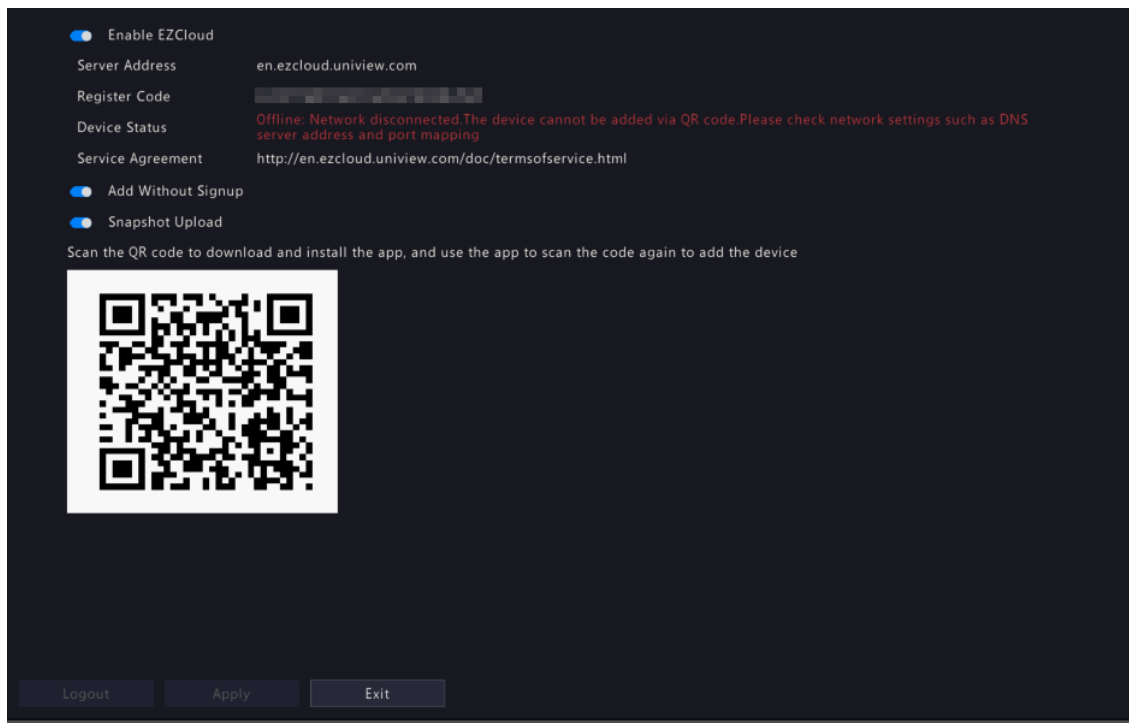 Enable EZCloud
Server Address en.ezcloud.uniview.com
Register Code
Device Status Offline: Network disconnected.The device cannot be added via QR code.Please check network settings such as DNS
server address and port mapping
Service Agreement http://en.ezcloud.uniview.com/doc/termsofservice.html
Add Without Signup
Snapshot Upload
Scan the QR code to download and install the app, and use the app to scan the code again to add the device
Logout Apply Exit